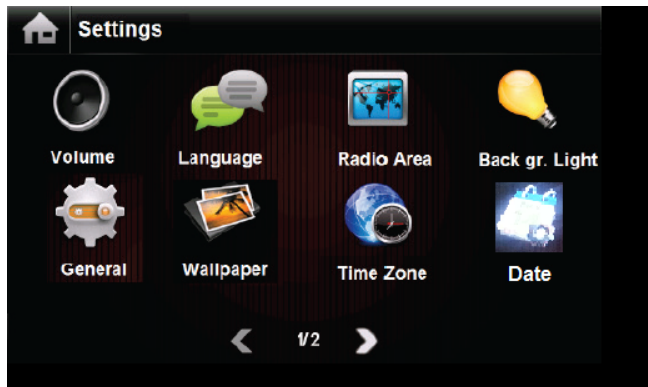 Settings
Volume Language Radio Area Back gr. Light
General Wallpaper Time Zone Date
1/2